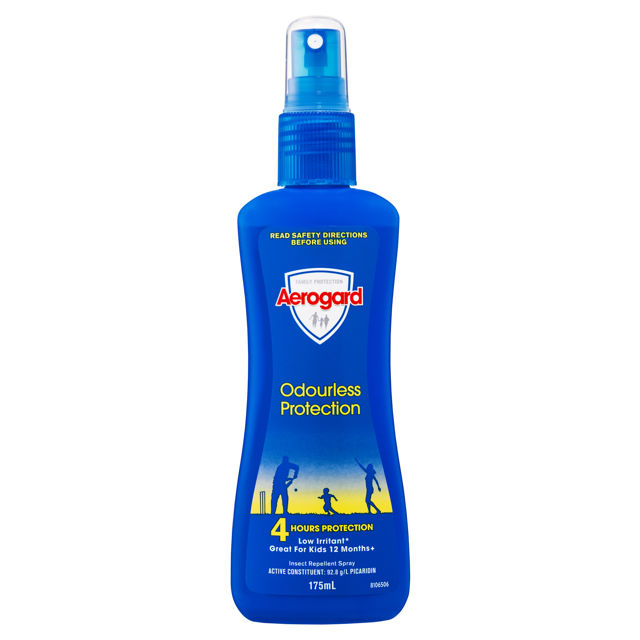 READ SAFETY DIRECTIONS
BEFORE USING
FAMILY PROTECTION
Aerogard
Odourless
Protection
4 HOURS PROTECTION
Low Irritant*
Great For Kids 12 Months+
Insect Repellent Spray
ACTIVE CONSTITUENT: 92.8 g/L PICARIDIN
175mL
8106506